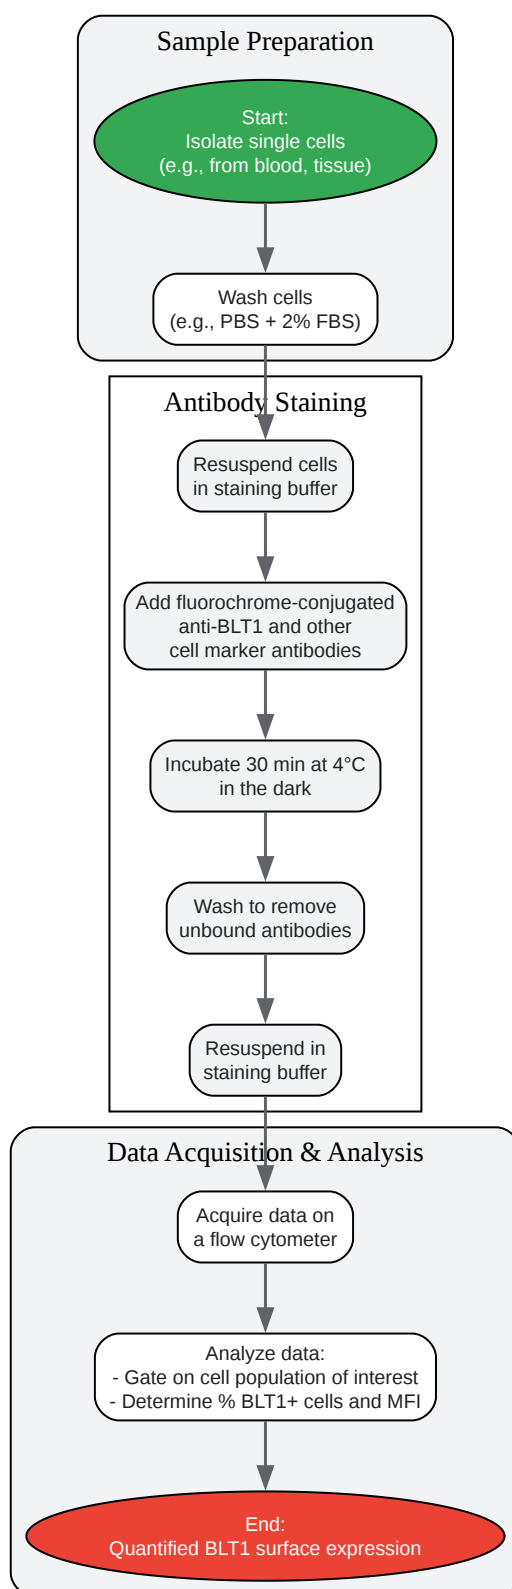 Sample Preparation
Start:
Isolate single cells
(e.g., from blood, tissue)
Wash cells
(e.g., PBS + 2% FBS)
Antibody Staining
Resuspend cells
in staining buffer
Add fluorochrome-conjugated
anti-BLT1 and other
cell marker antibodies
Incubate 30 min at 4°C
in the dark
Wash to remove
unbound antibodies
Resuspend in
staining buffer
Data Acquisition & Analysis
Acquire data on
a flow cytometer
Analyze data:
- Gate on cell population of interest
- Determine % BLT1+ cells and MFI
End:
Quantified BLT1 surface expression